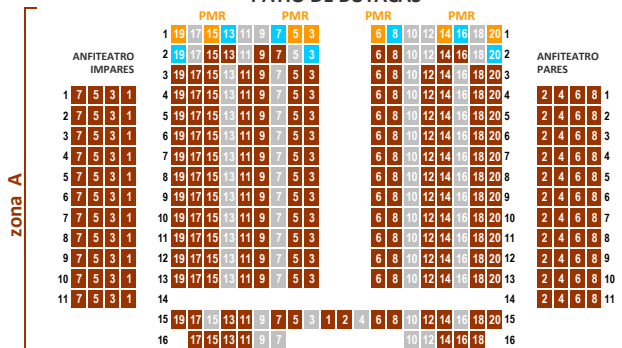 PATIO DE BUTACAS
PMR PMR PMR PMR
1 19 17 15 13 11 9 7 5 3 6 8 10 12 14 16 18 20 1
2 19 17 15 13 11 9 7 5 3 6 8 10 12 14 16 18 20 2
ANFITEATRO IMPARES
ANFITEATRO PARES
3 19 17 15 13 11 9 7 5 3 6 8 10 12 14 16 18 20 3
1 7 5 3 1 4 19 17 15 13 11 9 7 5 3 6 8 10 12 14 16 18 20 4 2 4 6 8 1
2 7 5 3 1 5 19 17 15 13 11 9 7 5 3 6 8 10 12 14 16 18 20 5 2 4 6 8 2
3 7 5 3 1 6 19 17 15 13 11 9 7 5 3 6 8 10 12 14 16 18 20 6 2 4 6 8 3
4 7 5 3 1 7 19 17 15 13 11 9 7 5 3 6 8 10 12 14 16 18 20 7 2 4 6 8 4
5 7 5 3 1 8 19 17 15 13 11 9 7 5 3 6 8 10 12 14 16 18 20 8 2 4 6 8 5
6 7 5 3 1 9 19 17 15 13 11 9 7 5 3 6 8 10 12 14 16 18 20 9 2 4 6 8 6
7 7 5 3 1 10 19 17 15 13 11 9 7 5 3 6 8 10 12 14 16 18 20 10 2 4 6 8 7
8 7 5 3 1 11 19 17 15 13 11 9 7 5 3 6 8 10 12 14 16 18 20 11 2 4 6 8 8
9 7 5 3 1 12 19 17 15 13 11 9 7 5 3 6 8 10 12 14 16 18 20 12 2 4 6 8 9
10 7 5 3 1 13 19 17 15 13 11 9 7 5 3 6 8 10 12 14 16 18 20 13 2 4 6 8 10
11 7 5 3 1 14 14 2 4 6 8 11
15 19 17 15 13 11 9 7 5 3 1 2 4 6 8 10 12 14 16 18 20 15
16 17 15 13 11 9 7 10 12 14 16 18 16
zona A